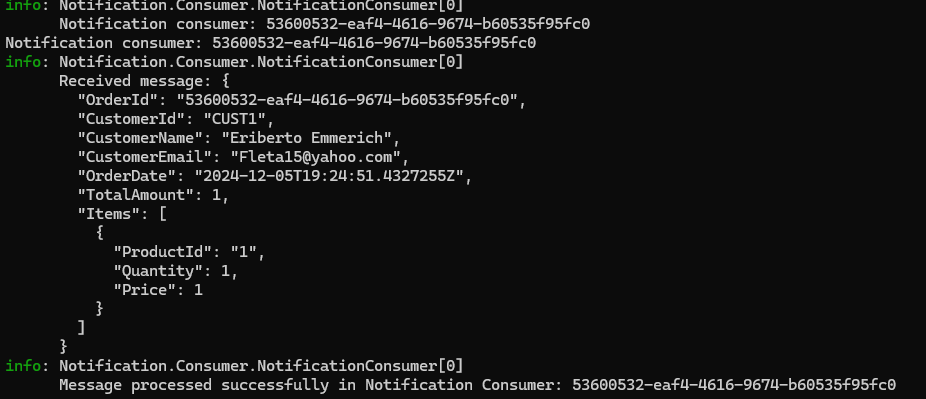 info: Notification.Consumer.NotificationConsumer[0]
      Notification consumer: 53600532-eaf4-4616-9674-b60535f95fc0
Notification consumer: 53600532-eaf4-4616-9674-b60535f95fc0
info: Notification.Consumer.NotificationConsumer[0]
      Received message: {
        "OrderId": "53600532-eaf4-4616-9674-b60535f95fc0",
        "CustomerId": "CUST1",
        "CustomerName": "Eriberto Emmerich",
        "CustomerEmail": "Fleta15@yahoo.com",
        "OrderDate": "2024-12-05T19:24:51.4327255Z",
        "TotalAmount": 1,
        "Items": [
          {
            "ProductId": "1",
            "Quantity": 1,
            "Price": 1
          }
        ]
      }
info: Notification.Consumer.NotificationConsumer[0]
      Message processed successfully in Notification Consumer: 53600532-eaf4-4616-9674-b60535f95fc0